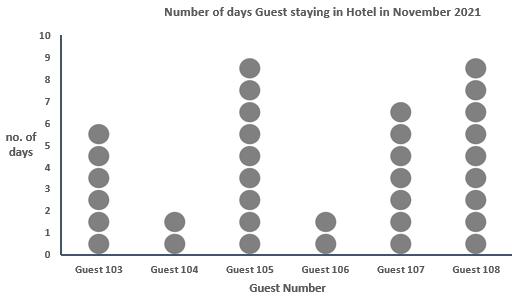 Number of days Guest staying in Hotel in November 2021
10
9
8
7
6
5
4
3
2
1
0
no. of
days
Guest 103 Guest 104 Guest 105 Guest 106 Guest 107 Guest 108
Guest Number